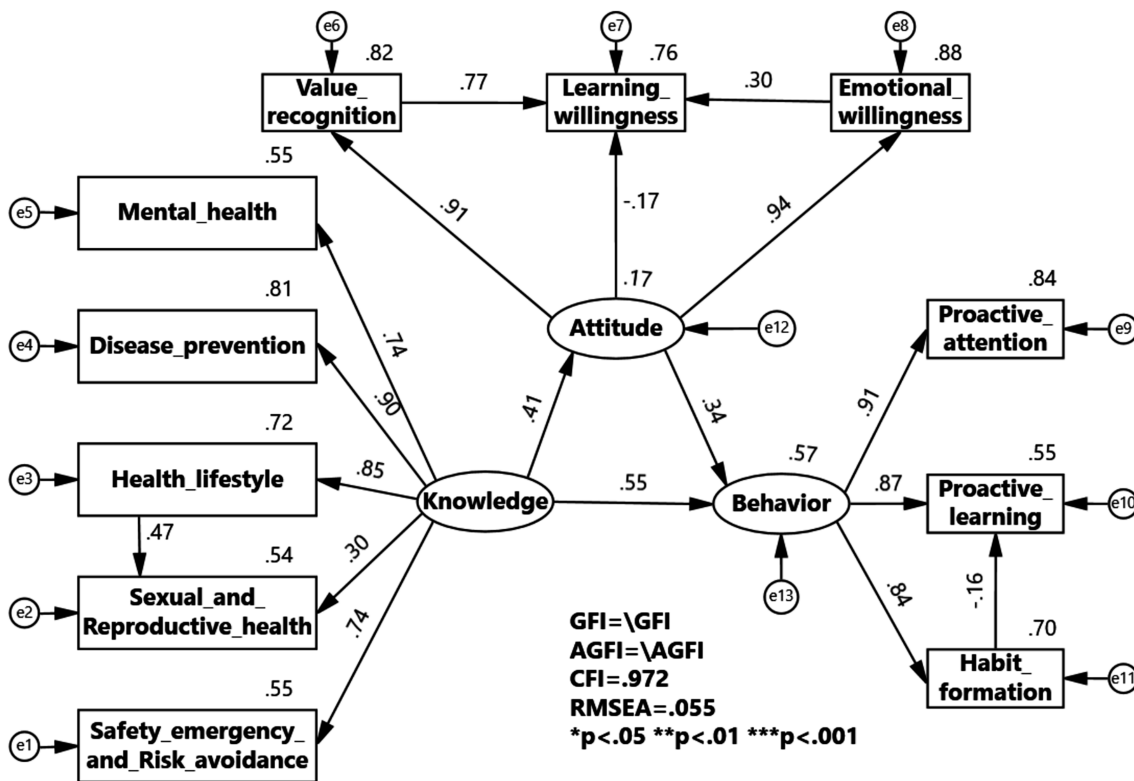 e6
.82
e7
.76
e8
.88
Value_
recognition
.77
Learning_
willingness
.30
Emotional_
willingness
.55
e5
Mental_health
.91
-.17
.94
.81
e4
Disease_prevention
.74
.90
.17
Attitude
e12
.84
Proactive_
attention
e9
.72
e3
Health_lifestyle
.85
.41
.34
.91
Knowledge
.55
.57
Behavior
.87
.55
Proactive_
learning
e10
.47
.54
.30
e2
Sexual_and_
Reproductive_health
.74
e13
.84
-.16
.70
Habit_
formation
e11
.55
e1
Safety_emergency_
and_Risk_avoidance
GFI=\GFI
AGFI=\AGFI
CFI=.972
RMSEA=.055
*p<.05 **p<.01 ***p<.001